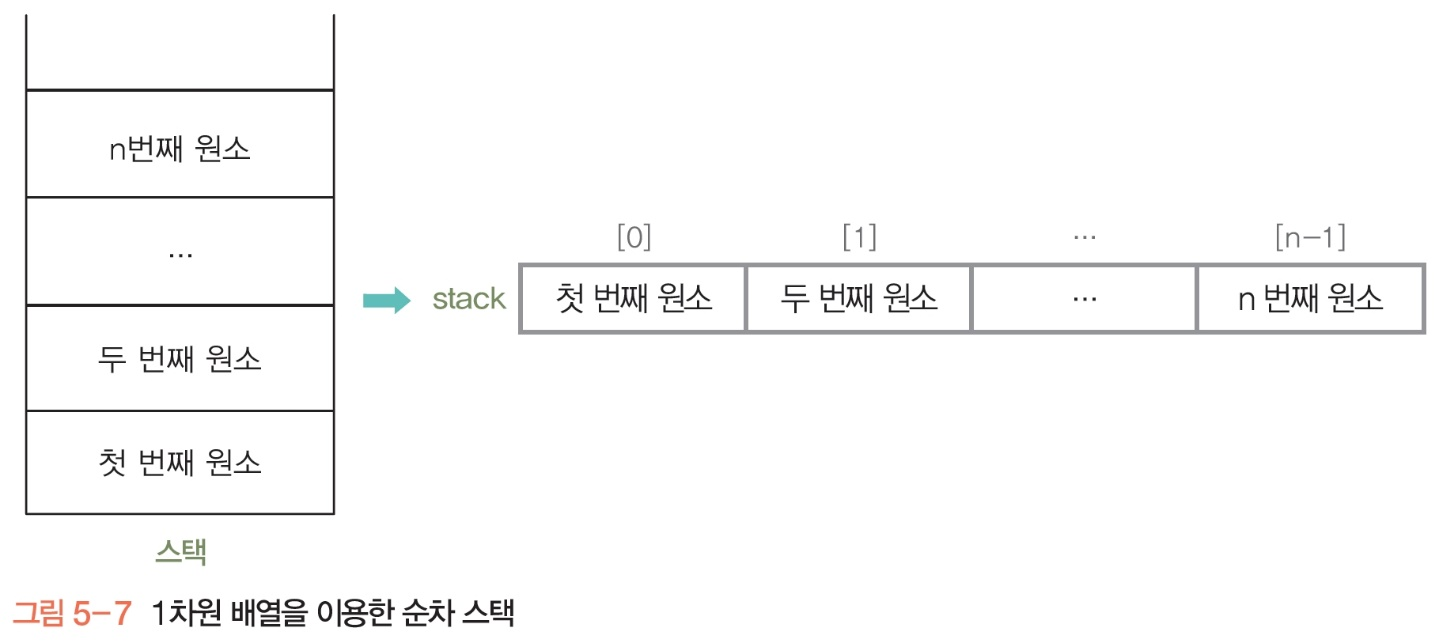 n번째 원소
...
두 번째 원소
첫 번째 원소
스택
stack
[0] [1] ... [n-1]
첫 번째 원소 두 번째 원소 ... n 번째 원소
그림 5-7 1차원 배열을 이용한 순차 스택